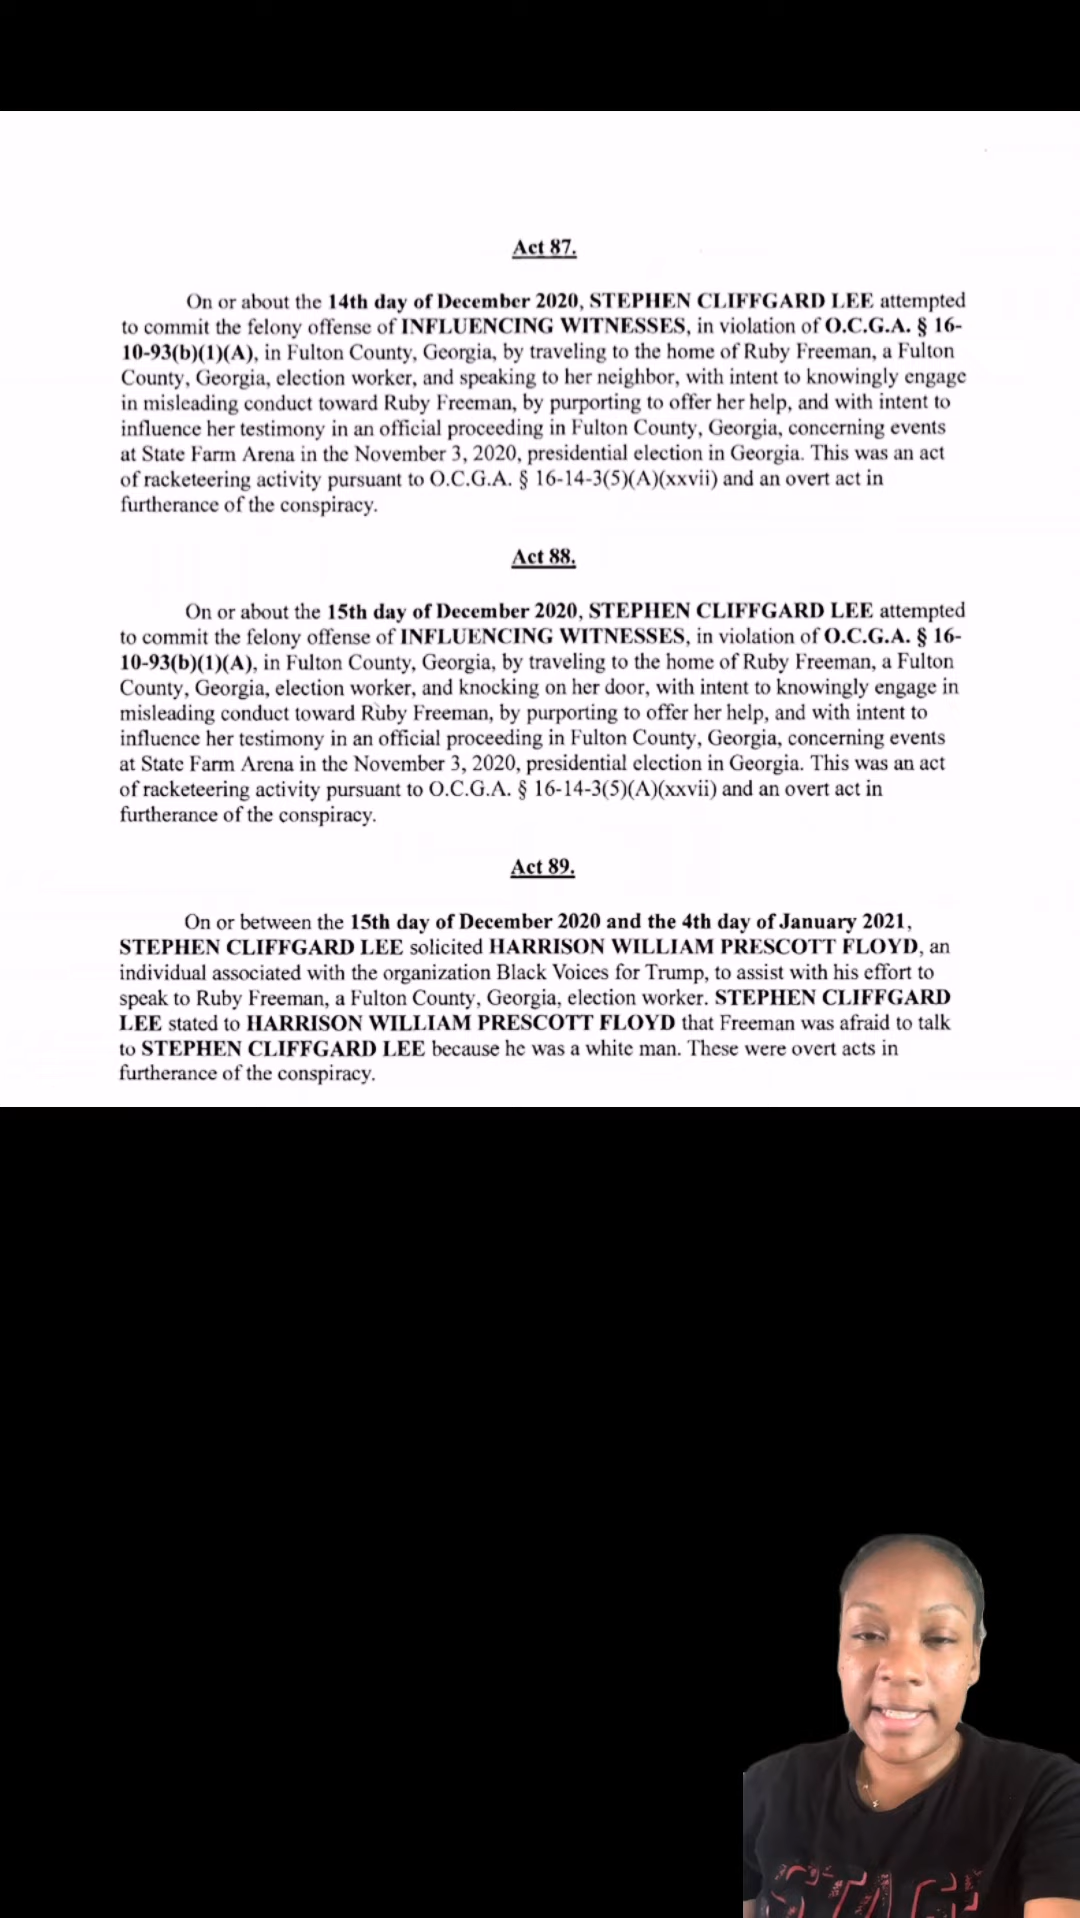 Act 87.
On or about the 14th day of December 2020, STEPHEN CLIFFGARD LEE attempted
to commit the felony offense of INFLUENCING WITNESSES, in violation of O.C.G.A. § 16-
10-93(b)(1)(A), in Fulton County, Georgia, by traveling to the home of Ruby Freeman, a Fulton
County, Georgia, election worker, and speaking to her neighbor, with intent to knowingly engage
in misleading conduct toward Ruby Freeman, by purporting to offer her help, and with intent to
influence her testimony in an official proceeding in Fulton County, Georgia, concerning events
at State Farm Arena in the November 3, 2020, presidential election in Georgia. This was an act
of racketeering activity pursuant to O.C.G.A. § 16-14-3(5)(A)(xxvii) and an overt act in
furtherance of the conspiracy.
Act 88.
On or about the 15th day of December 2020, STEPHEN CLIFFGARD LEE attempted
to commit the felony offense of INFLUENCING WITNESSES, in violation of O.C.G.A. § 16-
10-93(b)(1)(A), in Fulton County, Georgia, by traveling to the home of Ruby Freeman, a Fulton
County, Georgia, election worker, and knocking on her door, with intent to knowingly engage in
misleading conduct toward Ruby Freeman, by purporting to offer her help, and with intent to
influence her testimony in an official proceeding in Fulton County, Georgia, concerning events
at State Farm Arena in the November 3, 2020, presidential election in Georgia. This was an act
of racketeering activity pursuant to O.C.G.A. § 16-14-3(5)(A)(xxvii) and an overt act in
furtherance of the conspiracy.
Act 89.
On or between the 15th day of December 2020 and the 4th day of January 2021,
STEPHEN CLIFFGARD LEE solicited HARRISON WILLIAM PRESCOTT FLOYD, an
individual associated with the organization Black Voices for Trump, to assist with his effort to
speak to Ruby Freeman, a Fulton County, Georgia, election worker. STEPHEN CLIFFGARD
LEE stated to HARRISON WILLIAM PRESCOTT FLOYD that Freeman was afraid to talk
to STEPHEN CLIFFGARD LEE because he was a white man. These were overt acts in
furtherance of the conspiracy.